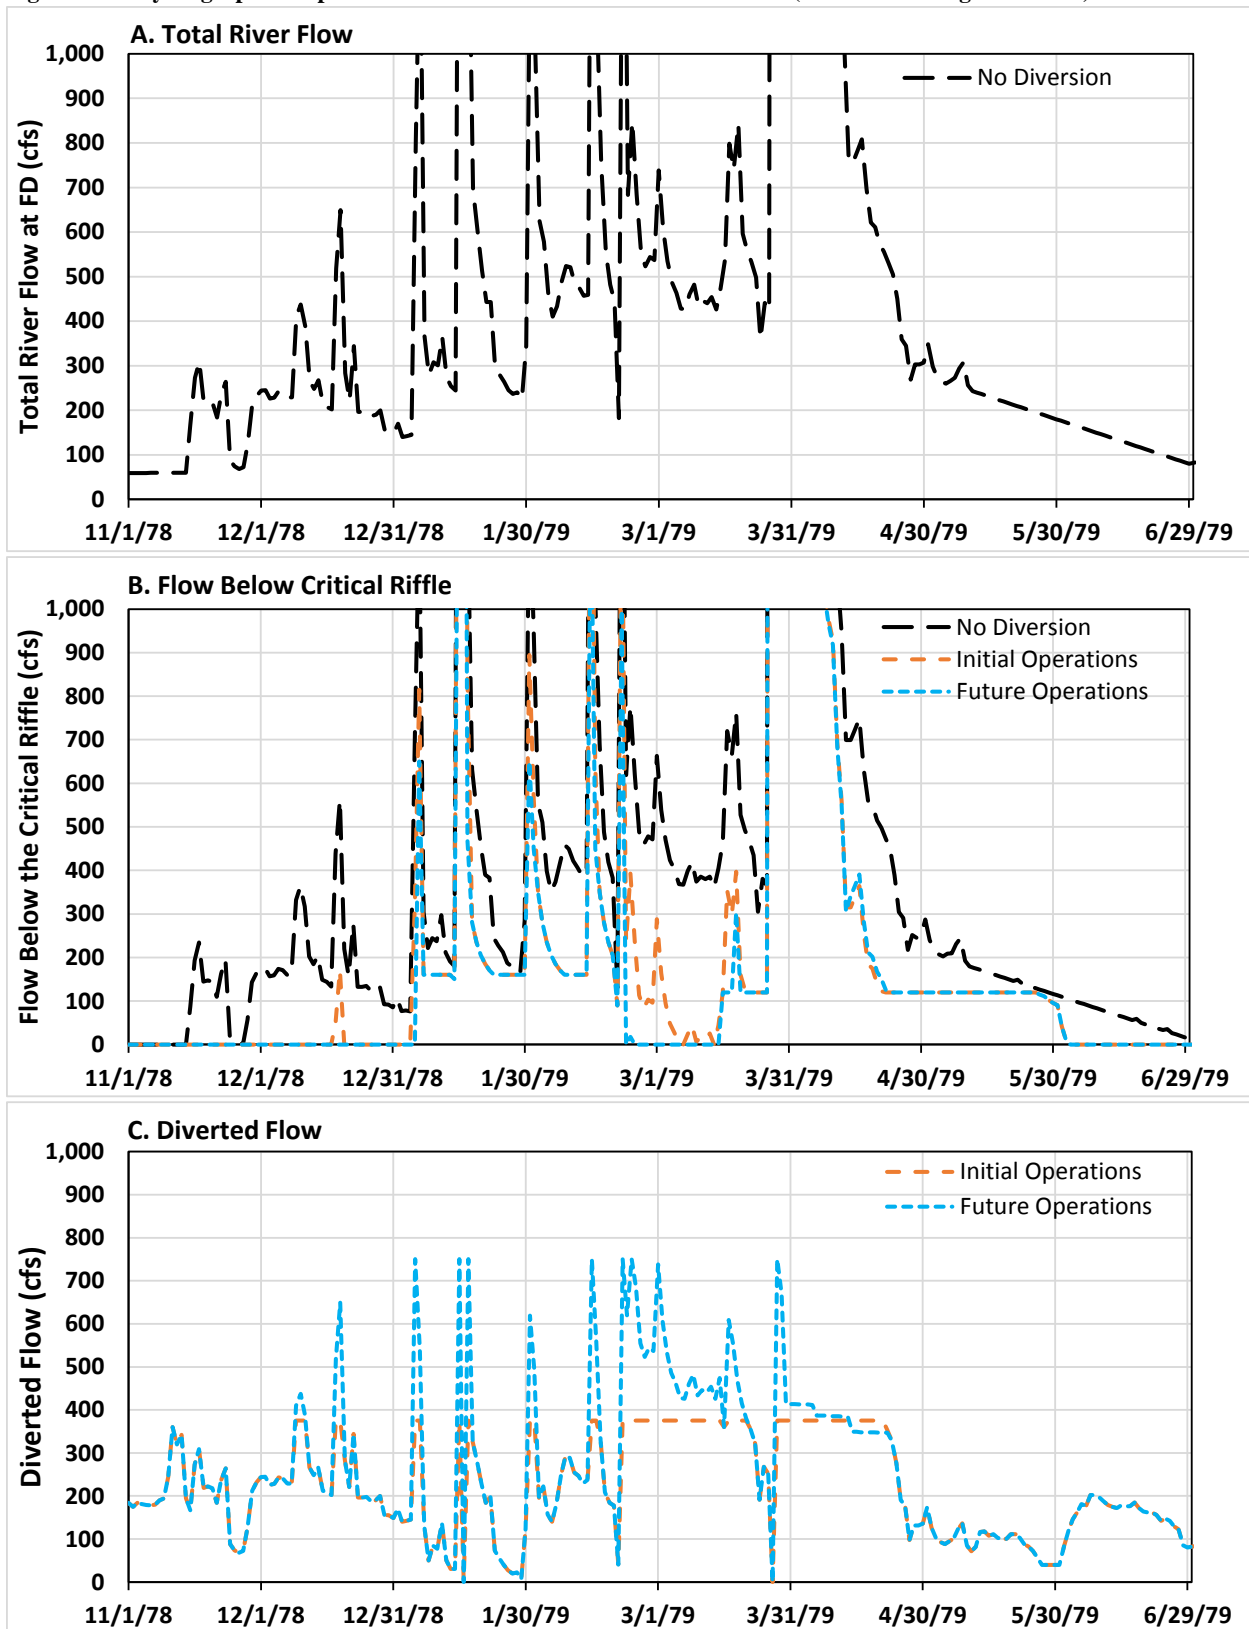 A. Total River Flow
1,000
900
800
700
600
500
400
300
200
100
0
Total River Flow at FD (cfs)
No Diversion
11/1/78 12/1/78 12/31/78 1/30/79 3/1/79 3/31/79 4/30/79 5/30/79 6/29/79
B. Flow Below Critical Riffle
1,000
900
800
700
600
500
400
300
200
100
0
Flow Below the Critical Riffle (cfs)
No Diversion
Initial Operations
Future Operations
11/1/78 12/1/78 12/31/78 1/30/79 3/1/79 3/31/79 4/30/79 5/30/79 6/29/79
C. Diverted Flow
1,000
900
800
700
600
500
400
300
200
100
0
Diverted Flow (cfs)
Initial Operations
Future Operations
11/1/78 12/1/78 12/31/78 1/30/79 3/1/79 3/31/79 4/30/79 5/30/79 6/29/79